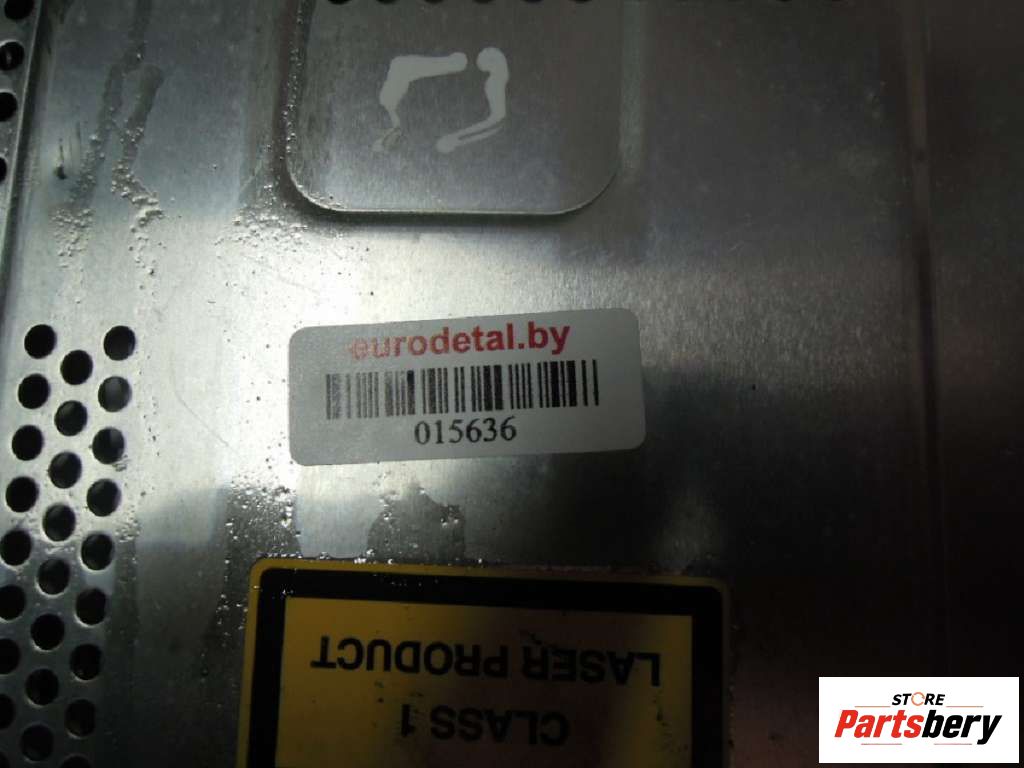 eurodetal.by
015636
CLASS 1
LASER PRODUCT
STORE
Partsbery